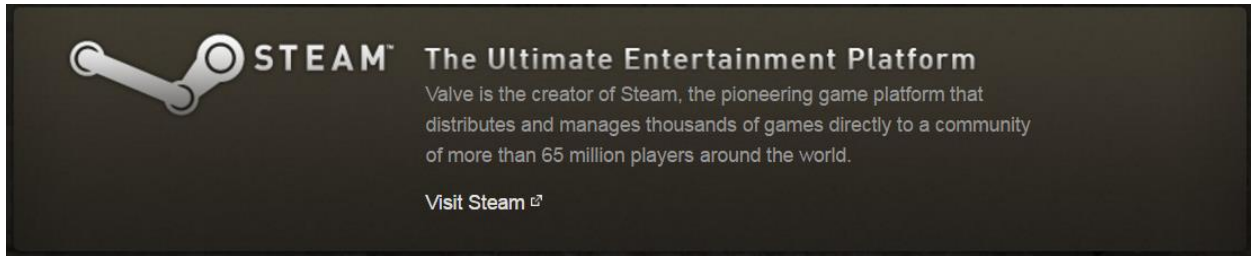 STEAM™
The Ultimate Entertainment Platform
Valve is the creator of Steam, the pioneering game platform that
distributes and manages thousands of games directly to a community
of more than 65 million players around the world.
Visit Steam